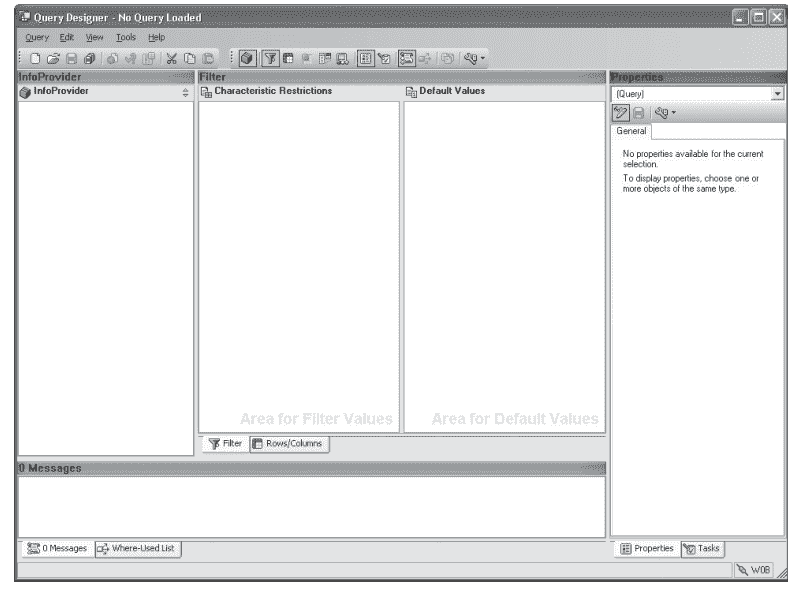 Query Designer - No Query Loaded
Query Edit View Tools Help
InfoProvider
Filter
Properties
InfoProvider
Characteristic Restrictions
Default Values
(Query)
General
No properties available for the current
selection.
To display properties, choose one or
more objects of the same type.
Area for Filter Values
Area for Default Values
Filter
Rows/Columns
0 Messages
0 Messages
Where-Used List
Properties
Tasks
W0B